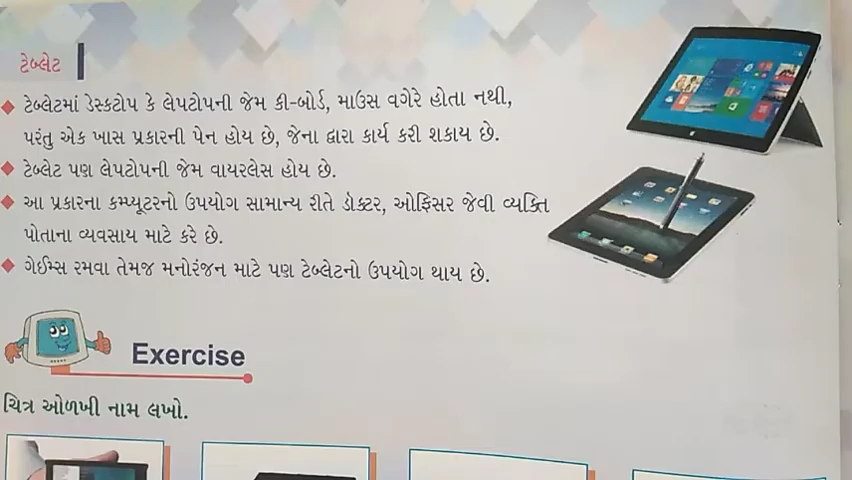 ટેબ્લેટ
ટેબ્લેટમાં ડેસ્કટોપ કે લેપટોપની જેમ કી-બોર્ડ, માઉસ વગેરે હોતા નથી,
પરંતુ એક ખાસ પ્રકારની પેન હોય છે, જેના દ્વારા કાર્ય કરી શકાય છે.
ટેબ્લેટ પણ લેપટોપની જેમ વાયરલેસ હોય છે.
આ પ્રકારના કમ્પ્યૂટરનો ઉપયોગ સામાન્ય રીતે ડૉક્ટર, ઓફિસર જેવી વ્યક્તિ
પોતાના વ્યવસાય માટે કરે છે.
ગેઈમ્સ રમવા તેમજ મનોરંજન માટે પણ ટેબ્લેટનો ઉપયોગ થાય છે.
Exercise
ચિત્ર ઓળખી નામ લખો.